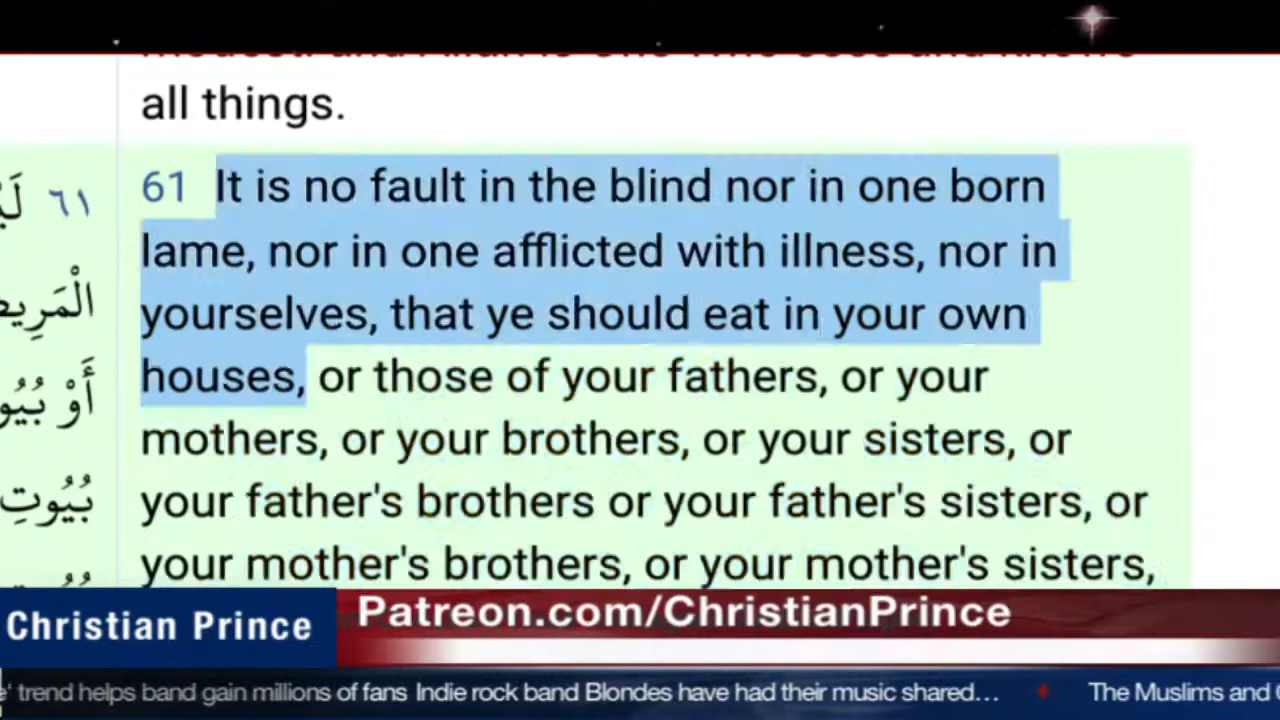 all things.
61 It is no fault in the blind nor in one born
lame, nor in one afflicted with illness, nor in
yourselves, that ye should eat in your own
houses, or those of your fathers, or your
mothers, or your brothers, or your sisters, or
your father's brothers or your father's sisters, or
your mother's brothers, or your mother's sisters,
٦١
أَوْ
Christian Prince
Patreon.com/ChristianPrince
trend helps band gain millions of fans Indie rock band Blondes have had their music shared...
The Muslims and